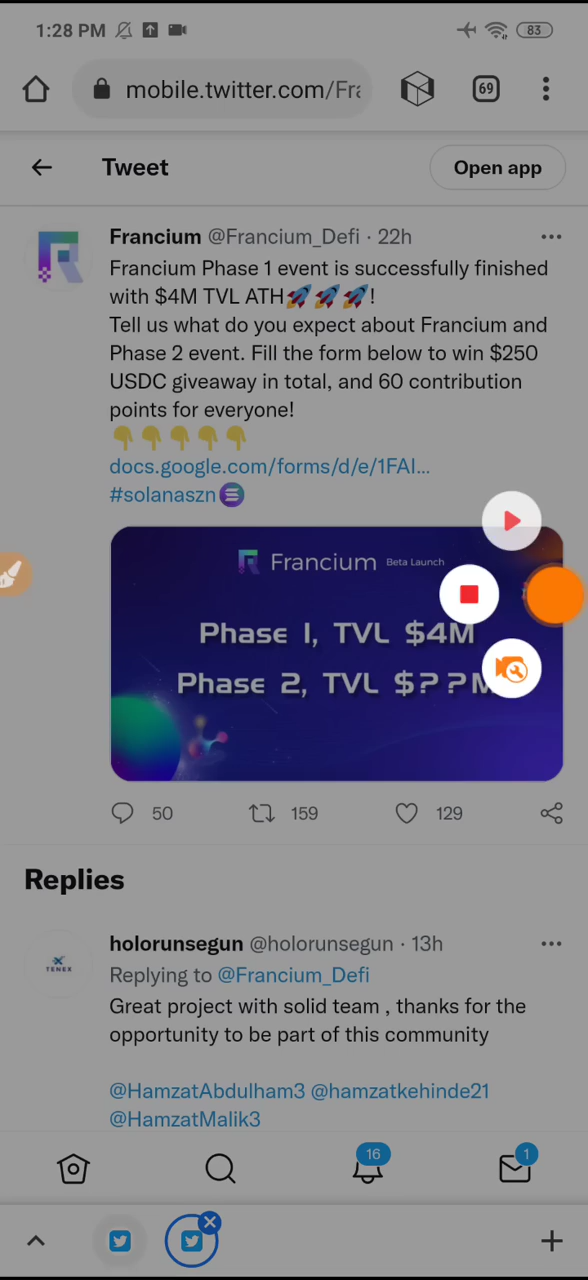 1:28 PM 83
mobile.twitter.com/Fra 69
Tweet Open app
Francium @Francium_Defi · 22h
Francium Phase 1 event is successfully finished
with $4M TVL ATH🚀🚀🚀!
Tell us what do you expect about Francium and
Phase 2 event. Fill the form below to win $250
USDC giveaway in total, and 60 contribution
points for everyone!
👇👇👇👇👇
docs.google.com/forms/d/e/1FAI...
#solanaszn
Francium Beta Launch
Phase 1, TVL $4M
Phase 2, TVL $??M
50 159 129
Replies
TENEX
holorunsegun @holorunsegun · 13h
Replying to @Francium_Defi
Great project with solid team , thanks for the
opportunity to be part of this community
@HamzatAbdulham3 @hamzatkehinde21
@HamzatMalik3
16 1